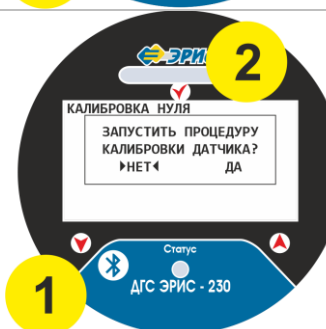 2
ЭРИС
КАЛИБРОВКА НУЛЯ
ЗАПУСТИТЬ ПРОЦЕДУРУ
КАЛИБРОВКИ ДАТЧИКА?
НЕТ ДА
Статус
1
ДГС ЭРИС - 230